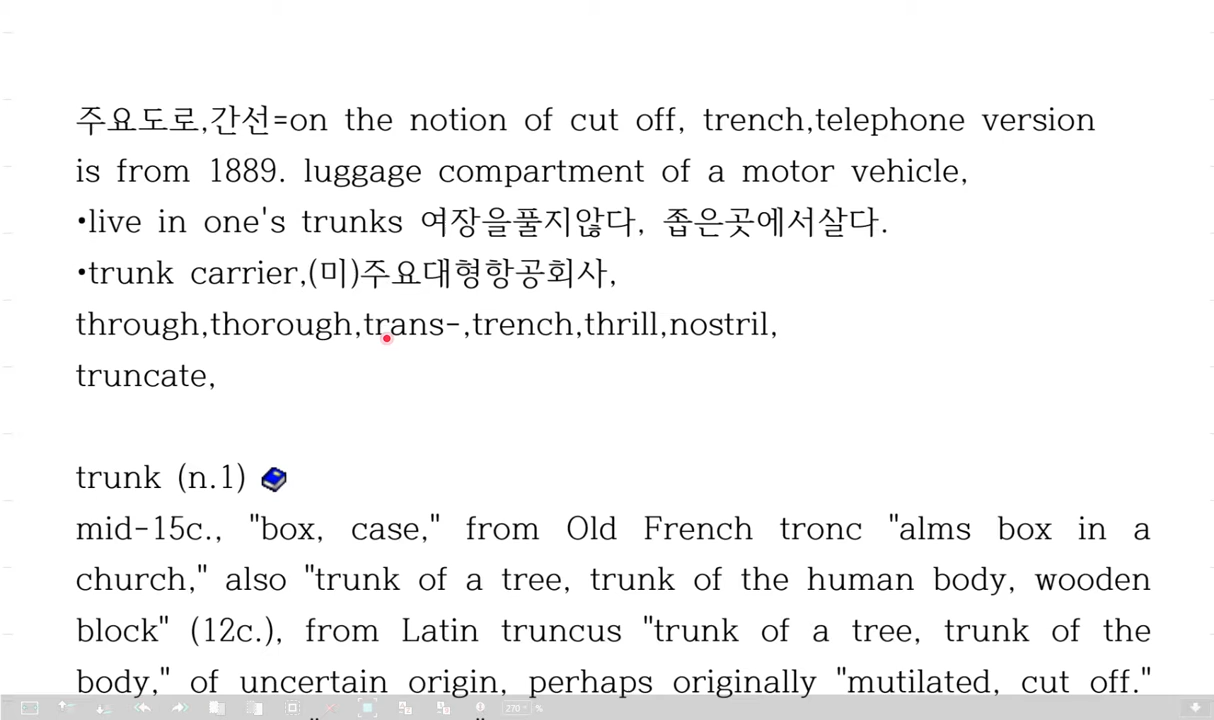 주요도로,간선=on the notion of cut off, trench,telephone version
is from 1889. luggage compartment of a motor vehicle,
•live in one's trunks 여장을풀지않다, 좁은곳에서살다.
•trunk carrier,(미)주요대형항공회사,
through,thorough,trans-,trench,thrill,nostril,
truncate,
trunk (n.1)
mid-15c., "box, case," from Old French tronc "alms box in a
church," also "trunk of a tree, trunk of the human body, wooden
block" (12c.), from Latin truncus "trunk of a tree, trunk of the
body," of uncertain origin, perhaps originally "mutilated, cut off."
270 %